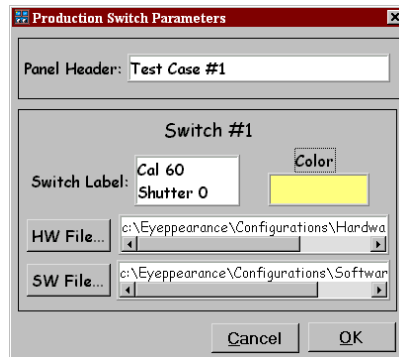 Production Switch Parameters
Panel Header: Test Case #1
Switch #1
Switch Label: Cal 60
Shutter 0
Color
HW File... c:\Eyeppearance\Configurations\Hardwa
SW File... c:\Eyeppearance\Configurations\Softwar
Cancel OK